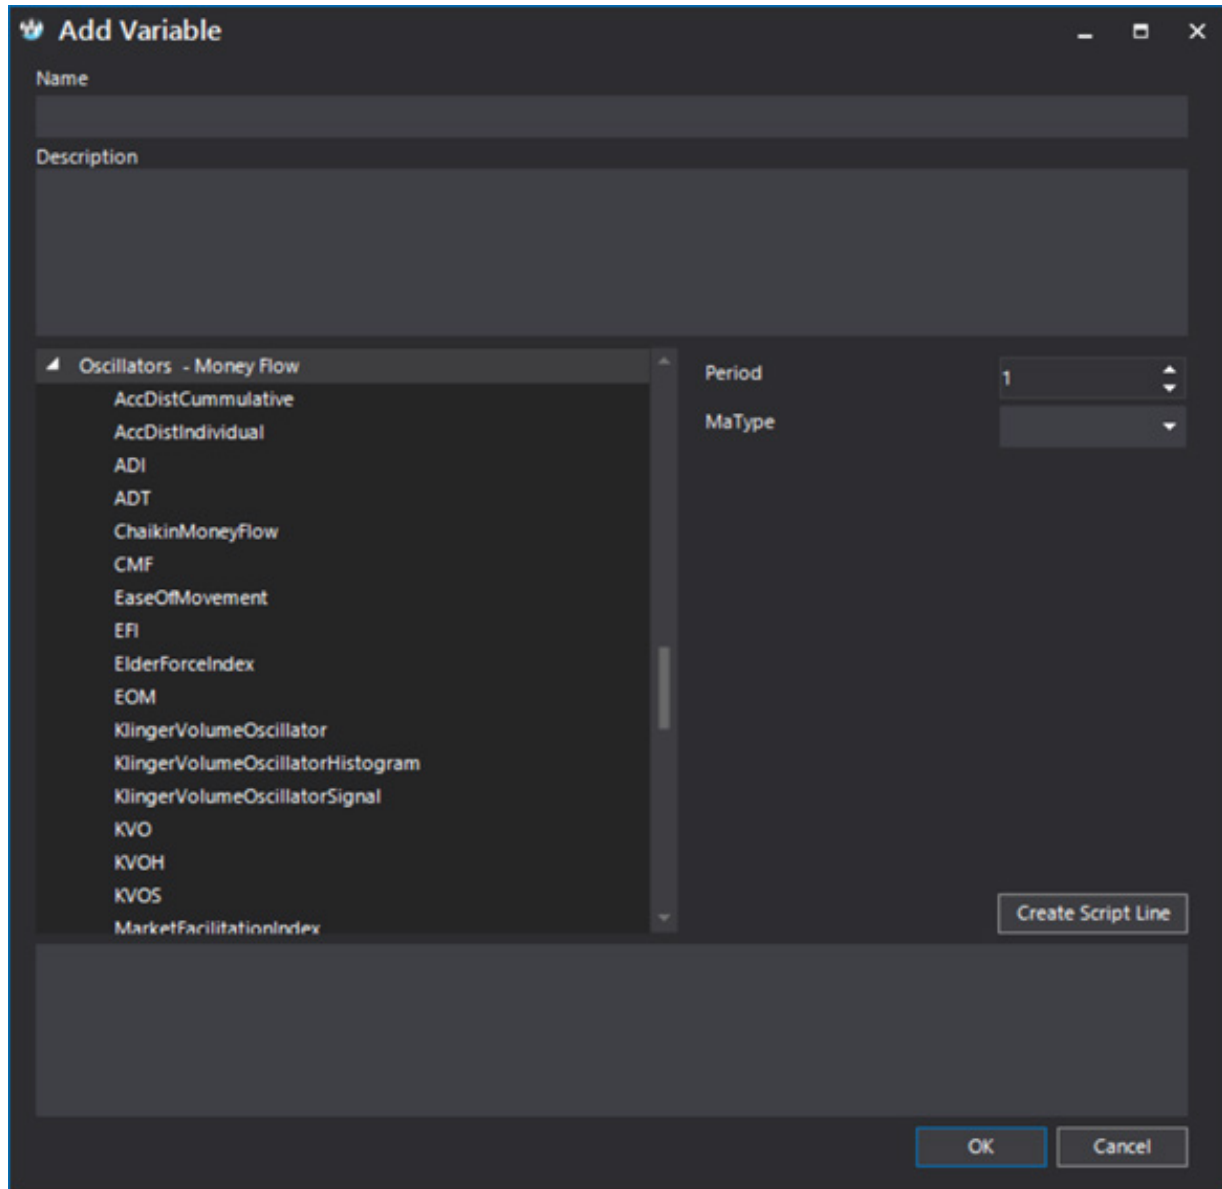 Add Variable
Name
Description
Oscillators - Money Flow
AccDistCummulative
AccDistIndividual
ADI
ADT
ChaikinMoneyFlow
CMF
EaseOfMovement
EFI
ElderForceIndex
EOM
KlingerVolumeOscillator
KlingerVolumeOscillatorHistogram
KlingerVolumeOscillatorSignal
KVO
KVOH
KVOS
MarketFacilitationIndex
Period
1
MaType
Create Script Line
OK
Cancel